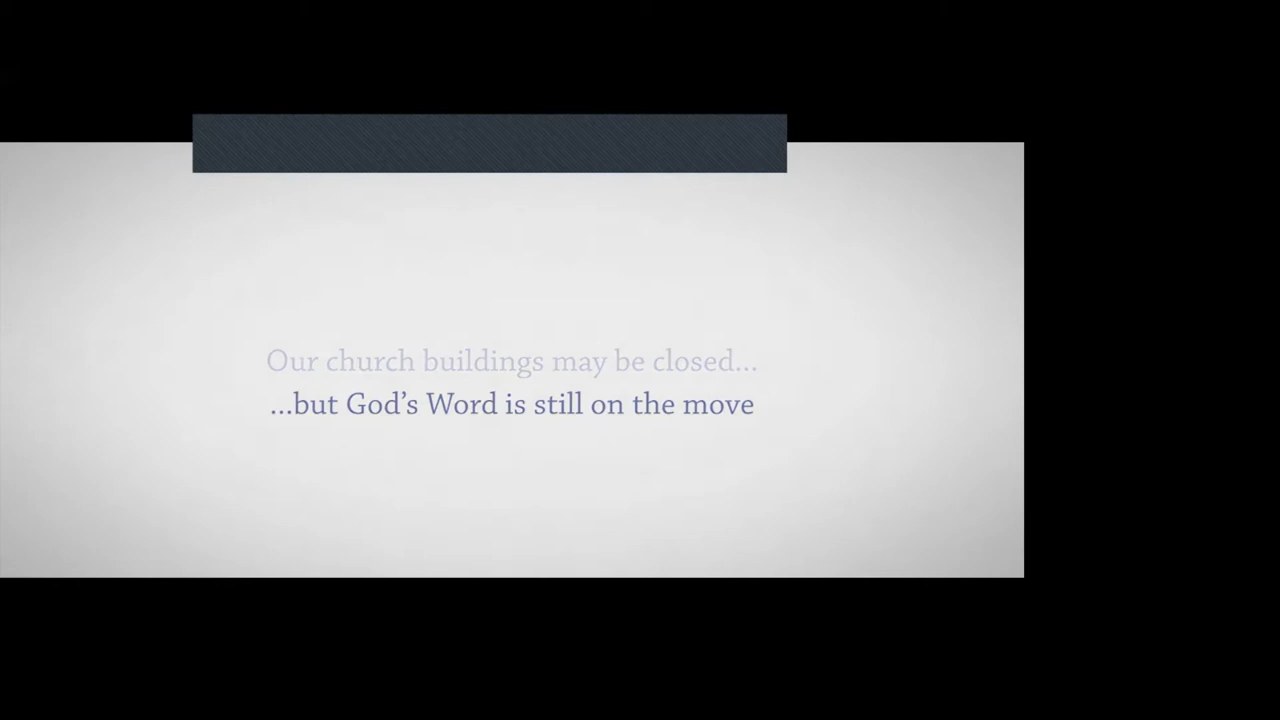 Our church buildings may be closed...
...but God’s Word is still on the move